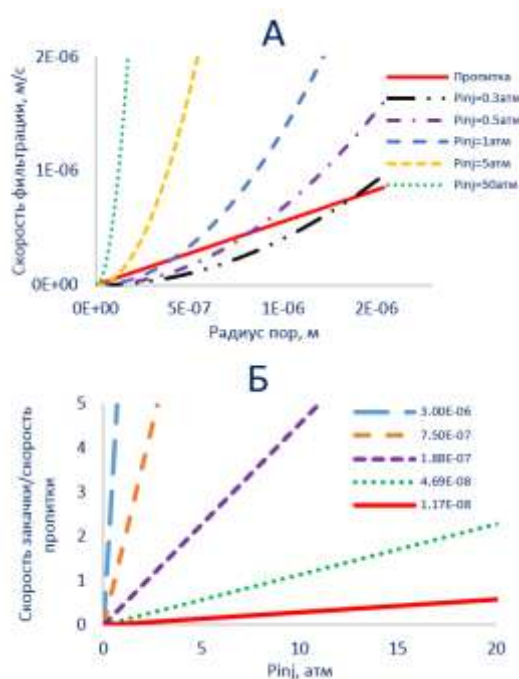 А
Скорость фильтрации, м/с
2E-06
1E-06
0E+00
0E+00
5E-07
1E-06
2E-06
Радиус пор, м
Пропитка
Pinj=0.3атм
Pinj=0.5атм
Pinj=1атм
Pinj=5атм
Pinj=50атм
Б
Скорость закачки/скорость
пропитки
5
4
3
2
1
0
0
5
10
15
20
Pinj, атм
3.00E-06
7.50E-07
1.88E-07
4.69E-08
1.17E-08